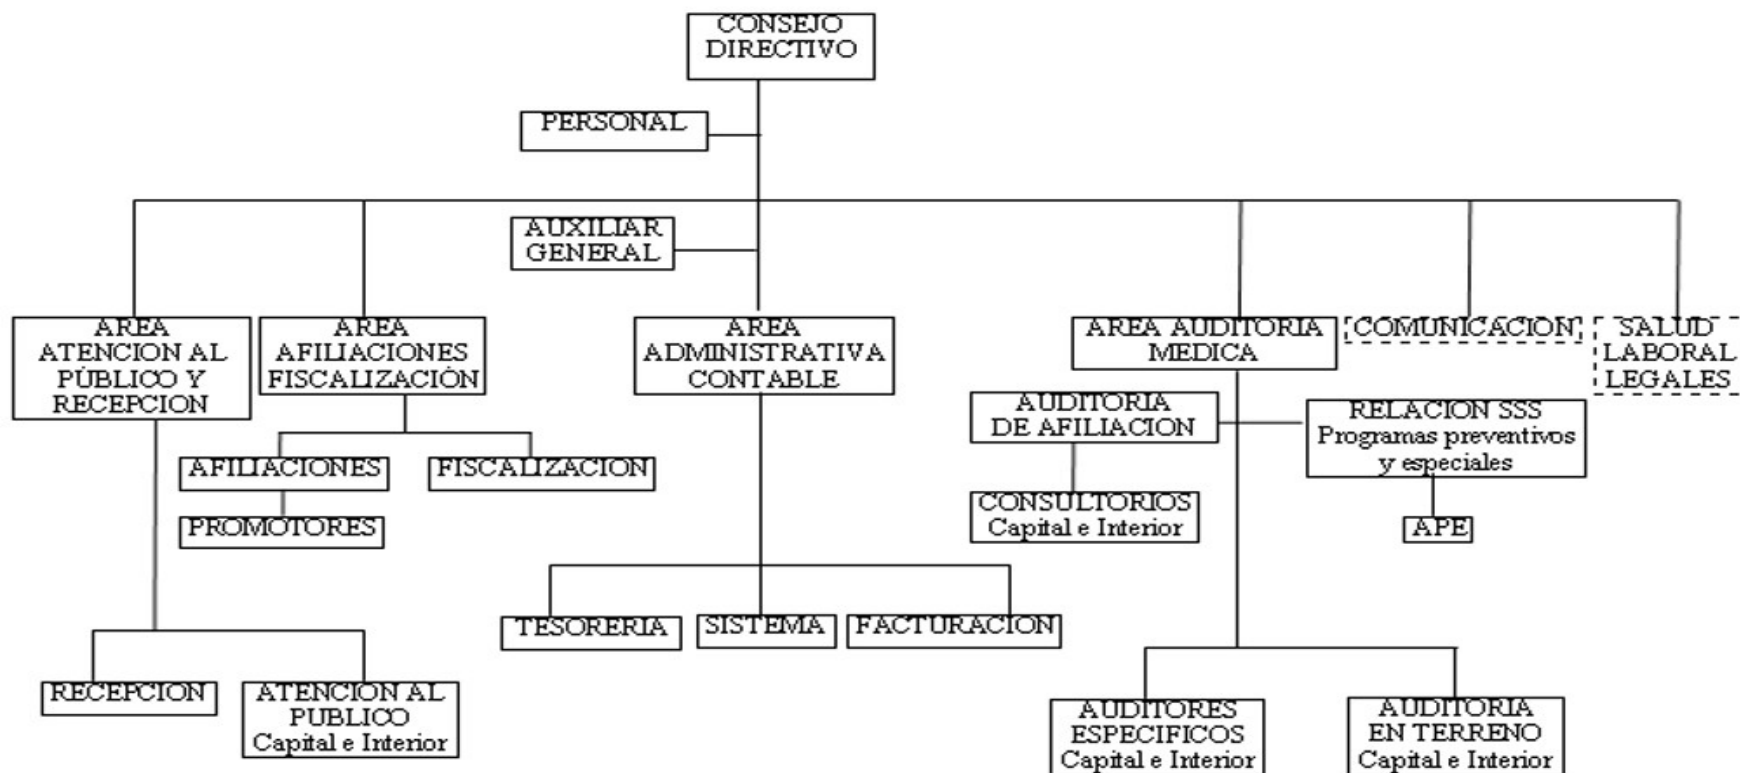 CONSEJO
DIRECTIVO
PERSONAL
AUXILIAR
GENERAL
AREA
ATENCION AL
PÚBLICO Y
RECEPCION
AREA
AFILIACIONES
FISCALIZACIÓN
AREA
ADMINISTRATIVA
CONTABLE
AREA AUDITORIA
MEDICA
COMUNICACIÓN
SALUD
LABORAL
LEGALES
AUDITORIA
DE AFILIACION
RELACION SSS
Programas preventivos
y especiales
AFILIACIONES
FISCALIZACION
PROMOTORES
CONSULTORIOS
Capital e Interior
APE
TESORERIA
SISTEMA
FACTURACION
RECEPCION
ATENCION AL
PUBLICO
Capital e Interior
AUDITORES
ESPECIFICOS
Capital e Interior
AUDITORIA
EN TERRENO
Capital e Interior